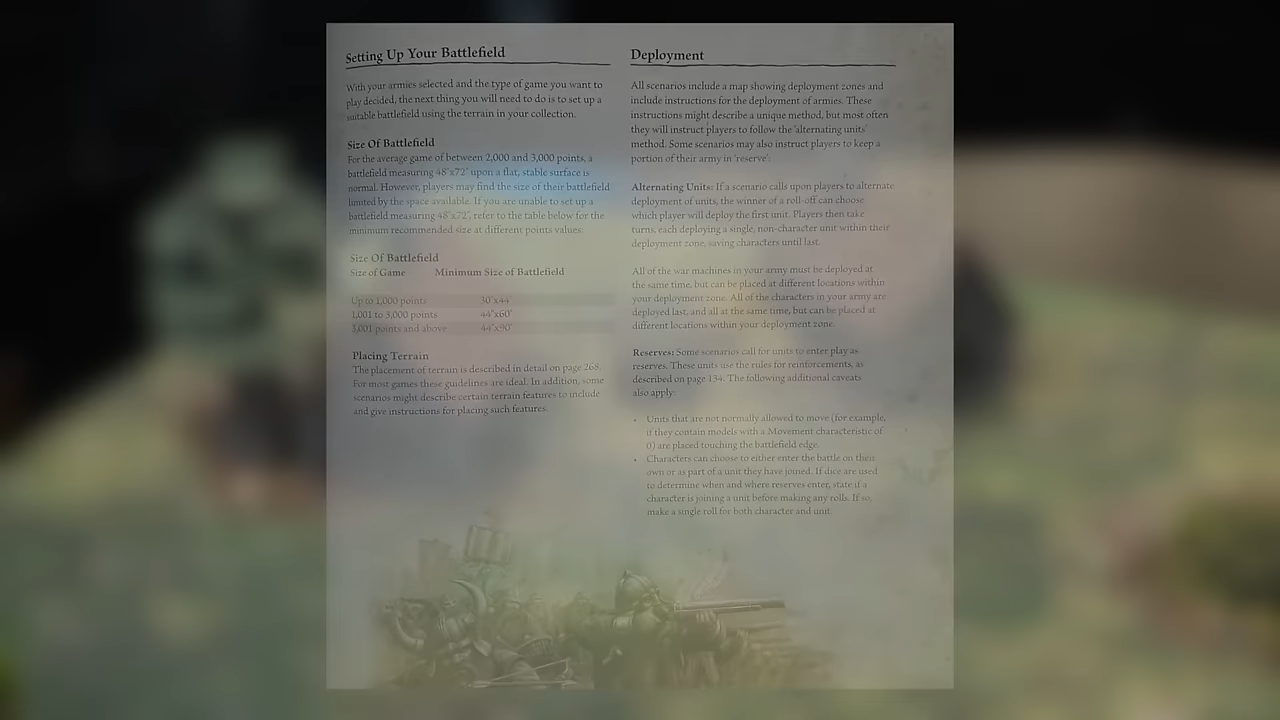 Setting Up Your Battlefield
With your armies selected and the type of game you want to
play decided, the next thing you will need to do is to set up a
suitable battlefield using the terrain in your collection.
Size Of Battlefield
For the average game of between 2,000 and 3,000 points, a
battlefield measuring 48"x72" upon a flat, stable surface is
normal. However, players may find the size of their battlefield
limited by the space available. If you are unable to set up a
battlefield measuring 48"x72", refer to the table below for the
minimum recommended size at different points values:
Size Of Battlefield
Size of Game Minimum Size of Battlefield
Up to 1,000 points 30"x44"
1,001 to 3,000 points 44"x60"
3,001 points and above 44"x90"
Placing Terrain
The placement of terrain is described in detail on page 268.
For most games these guidelines are ideal. In addition, some
scenarios might describe certain terrain features to include
and give instructions for placing such features.
Deployment
All scenarios include a map showing deployment zones and
include instructions for the deployment of armies. These
instructions might describe a unique method, but most often
they will instruct players to follow the 'alternating units'
method. Some scenarios may also instruct players to keep a
portion of their army in 'reserve':
Alternating Units: If a scenario calls upon players to alternate
deployment of units, the winner of a roll-off can choose
which player will deploy the first unit. Players then take
turns, each deploying a single, non-character unit within their
deployment zone, saving characters until last.
All of the war machines in your army must be deployed at
the same time, but can be placed at different locations within
your deployment zone. All of the characters in your army are
deployed last, and all at the same time, but can be placed at
different locations within your deployment zone.
Reserves: Some scenarios call for units to enter play as
reserves. These units use the rules for reinforcements, as
described on page 134. The following additional caveats
also apply:
• Units that are not normally allowed to move (for example,
if they contain models with a Movement characteristic of
0) are placed touching the battlefield edge.
• Characters can choose to either enter the battle on their
own or as part of a unit they have joined. If dice are used
to determine when and where reserves enter, state if a
character is joining a unit before making any rolls. If so,
make a single roll for both character and unit.